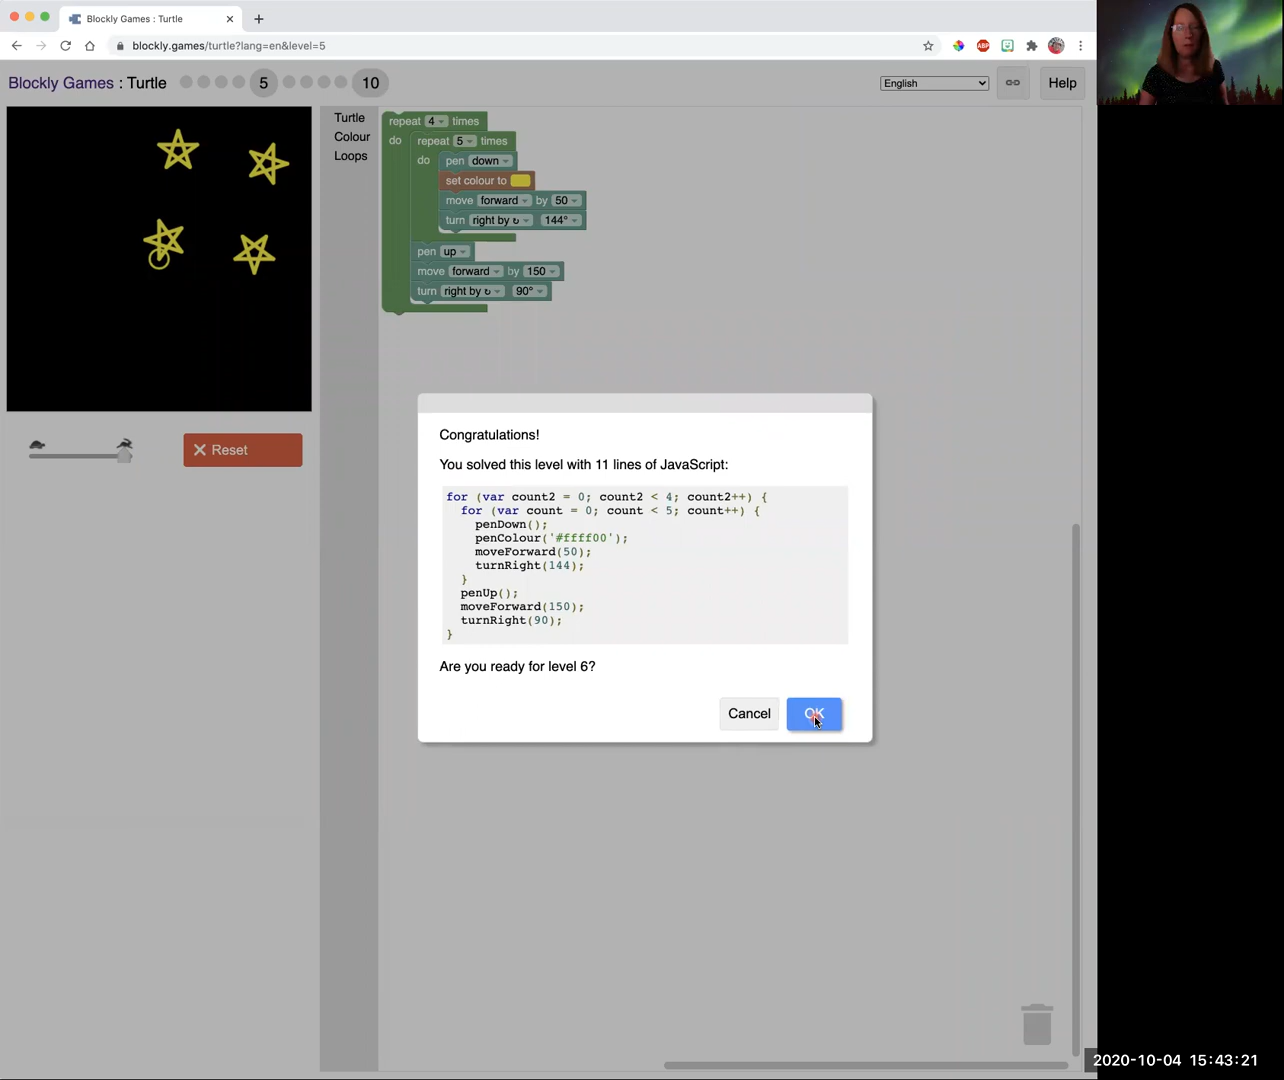 Blockly Games : Turtle
blockly.games/turtle?lang=en&level=5
ABP
Blockly Games : Turtle 5 10
English
Help
Turtle
Colour
Loops
repeat 4 times
do repeat 5 times
do pen down
set colour to
move forward by 50
turn right by ↻ 144°
pen up
move forward by 150
turn right by ↻ 90°
Reset
Congratulations!
You solved this level with 11 lines of JavaScript:
for (var count2 = 0; count2 < 4; count2++) {
for (var count = 0; count < 5; count++) {
penDown();
penColour('#ffff00');
moveForward(50);
turnRight(144);
}
penUp();
moveForward(150);
turnRight(90);
}
Are you ready for level 6?
Cancel
OK
2020-10-04 15:43:21